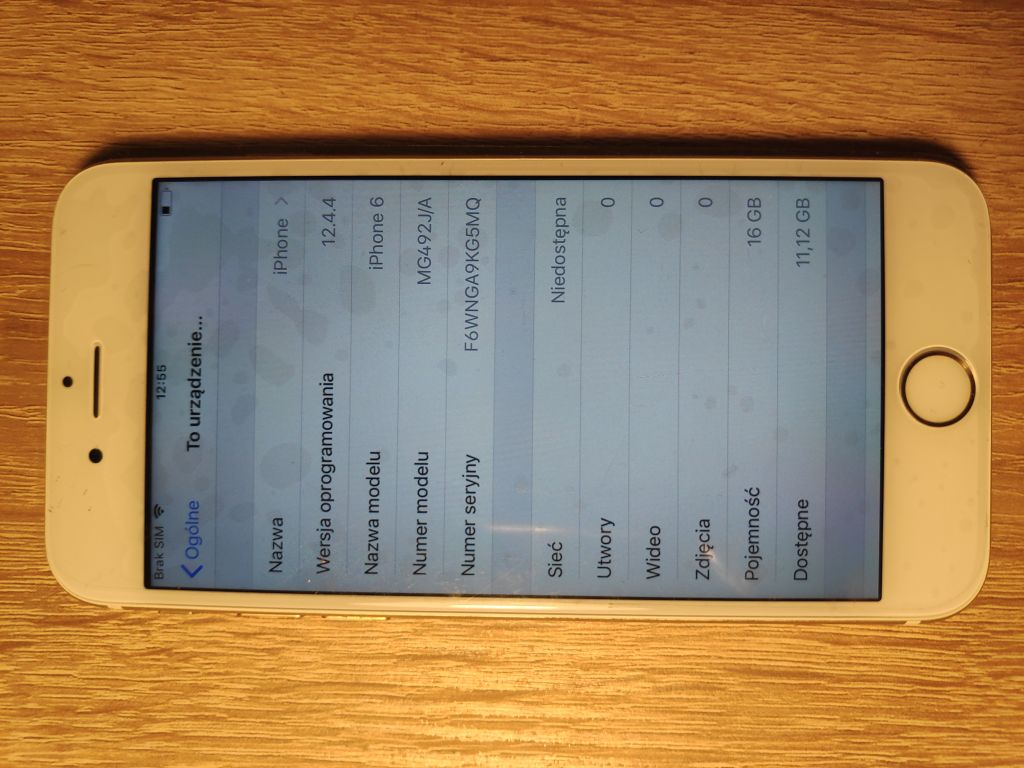 Brak SIM 12:55
Ogólne To urządzenie...
Nazwa iPhone
Wersja oprogramowania 12.4.4
Nazwa modelu iPhone 6
Numer modelu MG492J/A
Numer seryjny F6WNGA9KG5MQ
Sieć Niedostępna
Utwory 0
Wideo 0
Zdjęcia 0
Pojemność 16 GB
Dostępne 11,12 GB